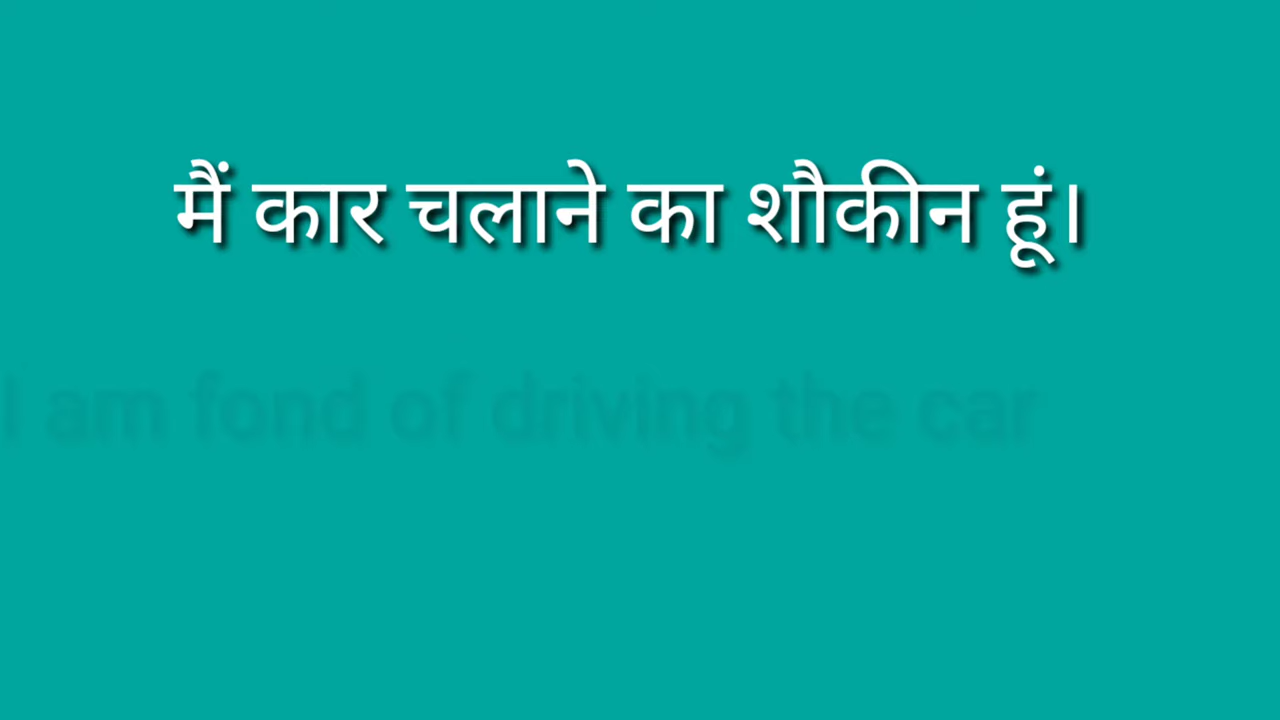 मैं कार चलाने का शौकीन हूं।
I am fond of driving the car